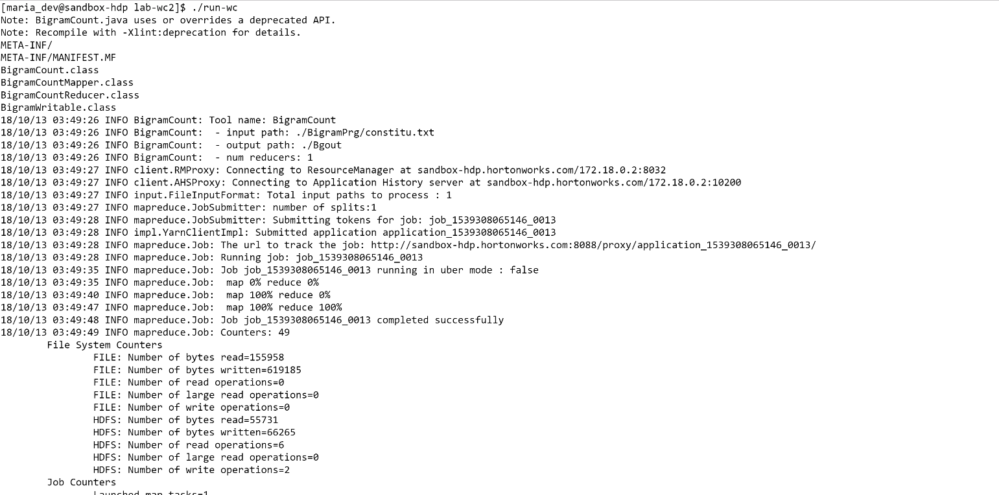 [maria_dev@sandbox-hdp lab-wc2]$ ./run-wc
Note: BigramCount.java uses or overrides a deprecated API.
Note: Recompile with -Xlint:deprecation for details.
META-INF/
META-INF/MANIFEST.MF
BigramCount.class
BigramCountMapper.class
BigramCountReducer.class
BigramWritable.class
18/10/13 03:49:26 INFO BigramCount: Tool name: BigramCount
18/10/13 03:49:26 INFO BigramCount:  - input path: ./BigramPrg/constitu.txt
18/10/13 03:49:26 INFO BigramCount:  - output path: ./Bgout
18/10/13 03:49:26 INFO BigramCount:  - num reducers: 1
18/10/13 03:49:27 INFO client.RMProxy: Connecting to ResourceManager at sandbox-hdp.hortonworks.com/172.18.0.2:8032
18/10/13 03:49:27 INFO client.AHSProxy: Connecting to Application History server at sandbox-hdp.hortonworks.com/172.18.0.2:10200
18/10/13 03:49:27 INFO input.FileInputFormat: Total input paths to process : 1
18/10/13 03:49:27 INFO mapreduce.JobSubmitter: number of splits:1
18/10/13 03:49:28 INFO mapreduce.JobSubmitter: Submitting tokens for job: job_1539308065146_0013
18/10/13 03:49:28 INFO impl.YarnClientImpl: Submitted application application_1539308065146_0013
18/10/13 03:49:28 INFO mapreduce.Job: The url to track the job: http://sandbox-hdp.hortonworks.com:8088/proxy/application_1539308065146_0013/
18/10/13 03:49:28 INFO mapreduce.Job: Running job: job_1539308065146_0013
18/10/13 03:49:35 INFO mapreduce.Job: Job job_1539308065146_0013 running in uber mode : false
18/10/13 03:49:35 INFO mapreduce.Job:  map 0% reduce 0%
18/10/13 03:49:40 INFO mapreduce.Job:  map 100% reduce 0%
18/10/13 03:49:47 INFO mapreduce.Job:  map 100% reduce 100%
18/10/13 03:49:48 INFO mapreduce.Job: Job job_1539308065146_0013 completed successfully
18/10/13 03:49:49 INFO mapreduce.Job: Counters: 49
File System Counters
FILE: Number of bytes read=155958
FILE: Number of bytes written=619185
FILE: Number of read operations=0
FILE: Number of large read operations=0
FILE: Number of write operations=0
HDFS: Number of bytes read=55731
HDFS: Number of bytes written=66265
HDFS: Number of read operations=6
HDFS: Number of large read operations=0
HDFS: Number of write operations=2
Job Counters
Launched map tasks=1